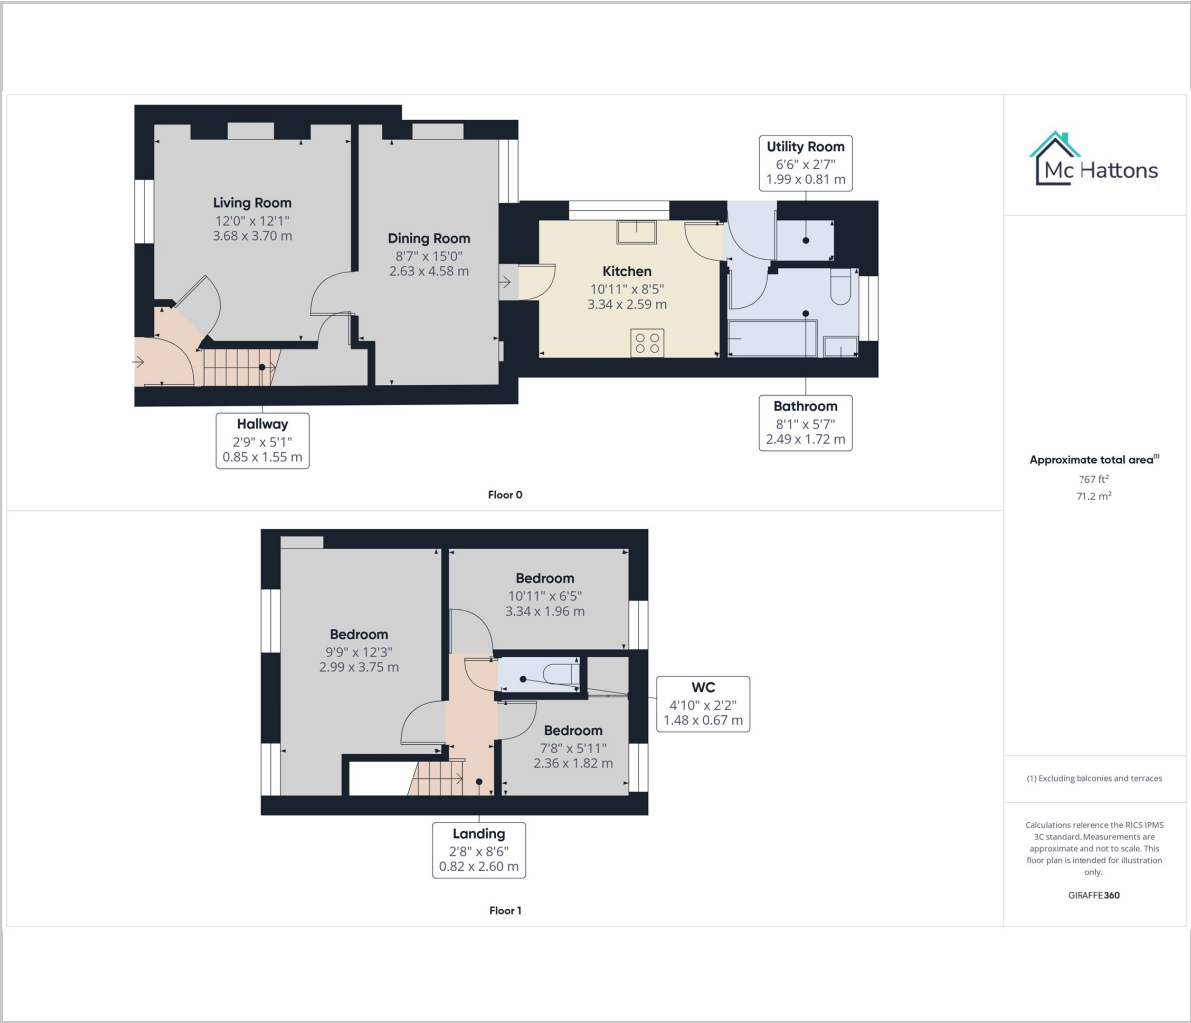 Utility Room
6'6" x 2'7"
1.99 x 0.81 m
Mc Hattons
Living Room
12'0" x 12'1"
3.68 x 3.70 m
Dining Room
8'7" x 15'0"
2.63 x 4.58 m
Kitchen
10'11" x 8'5"
3.34 x 2.59 m
Hallway
2'9" x 5'1"
0.85 x 1.55 m
Bathroom
8'1" x 5'7"
2.49 x 1.72 m
Floor 0
Approximate total area(1)
767 ft²
71.2 m²
Bedroom
10'11" x 6'5"
3.34 x 1.96 m
Bedroom
9'9" x 12'3"
2.99 x 3.75 m
WC
4'10" x 2'2"
1.48 x 0.67 m
Bedroom
7'8" x 5'11"
2.36 x 1.82 m
Landing
2'8" x 8'6"
0.82 x 2.60 m
Floor 1
(1) Excluding balconies and terraces
Calculations reference the RICS IPMS
3C standard. Measurements are
approximate and not to scale. This
floor plan is intended for illustration
only.
GIRAFFE360